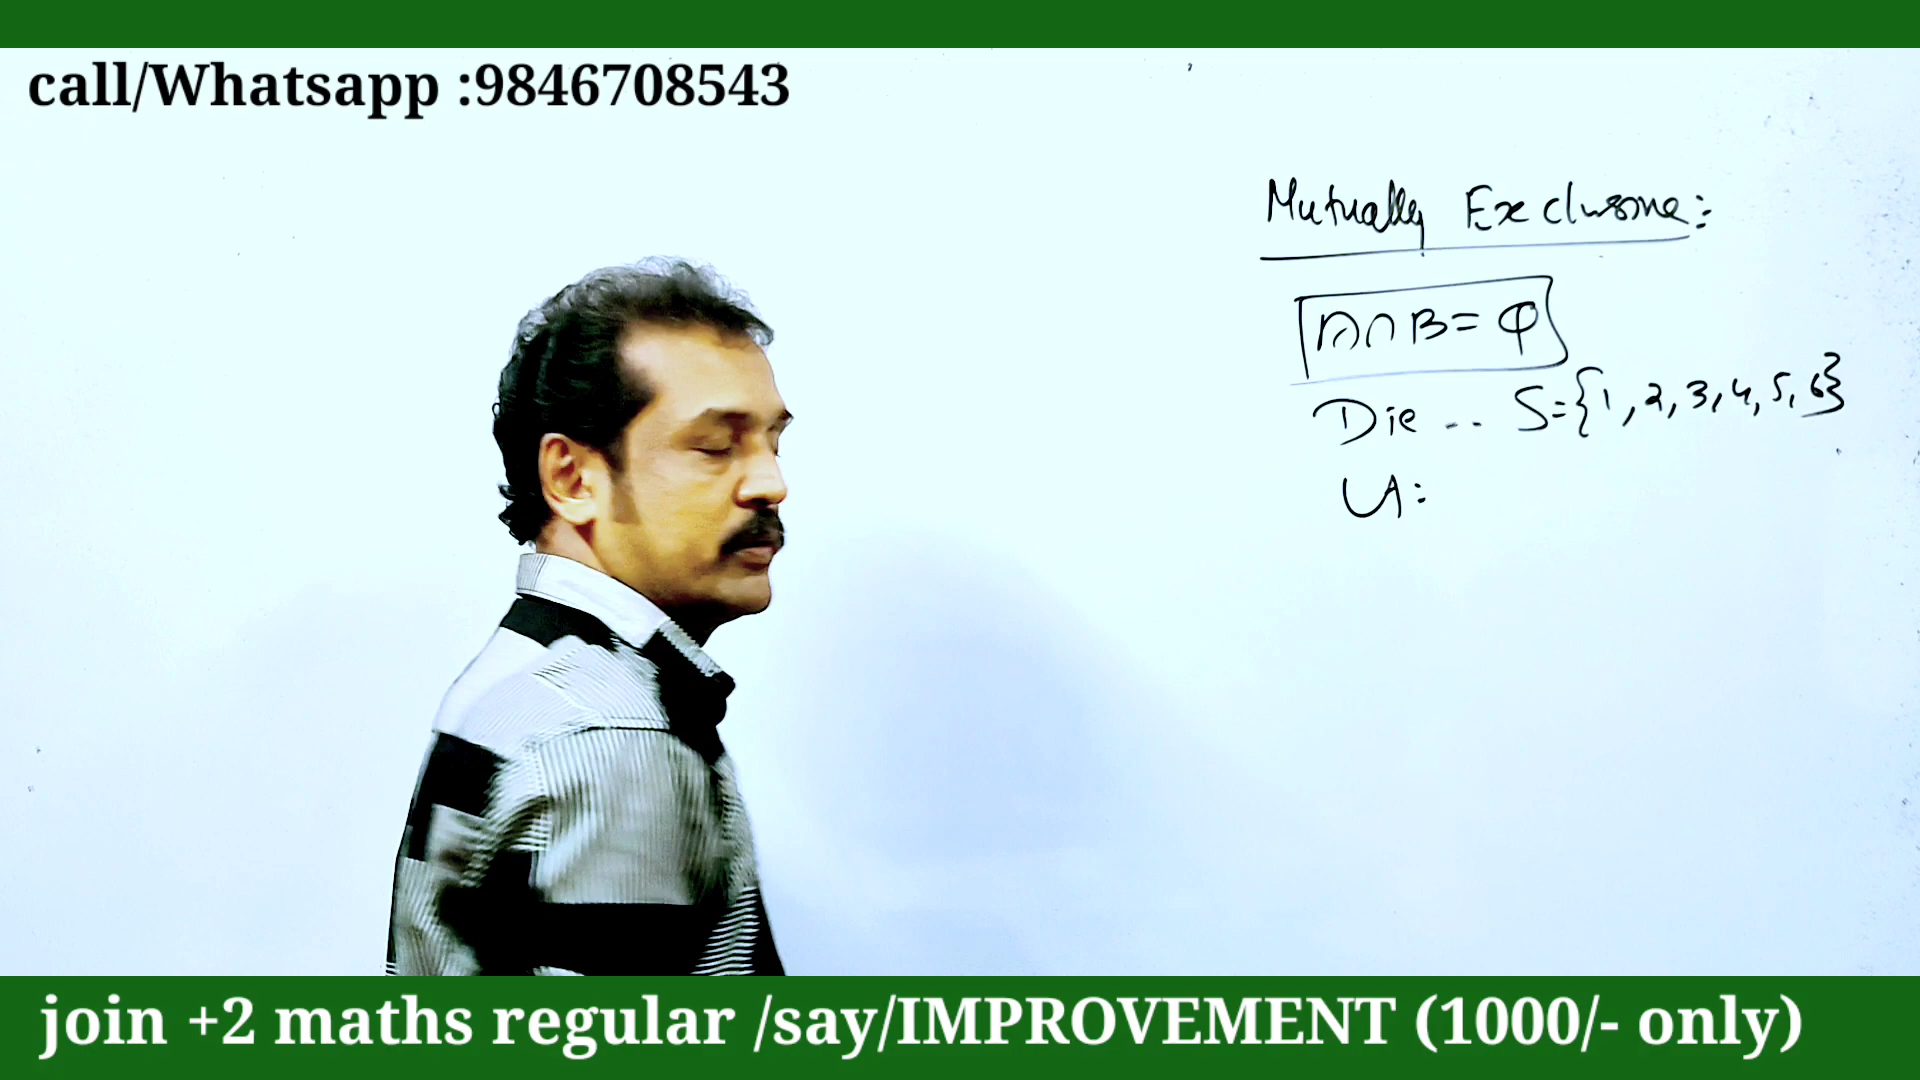 call/Whatsapp :9846708543
Mutually Exclusive:
A∩B= φ
Die .. S={1,2,3,4,5,6}
A:
join +2 maths regular /say/IMPROVEMENT (1000/- only)